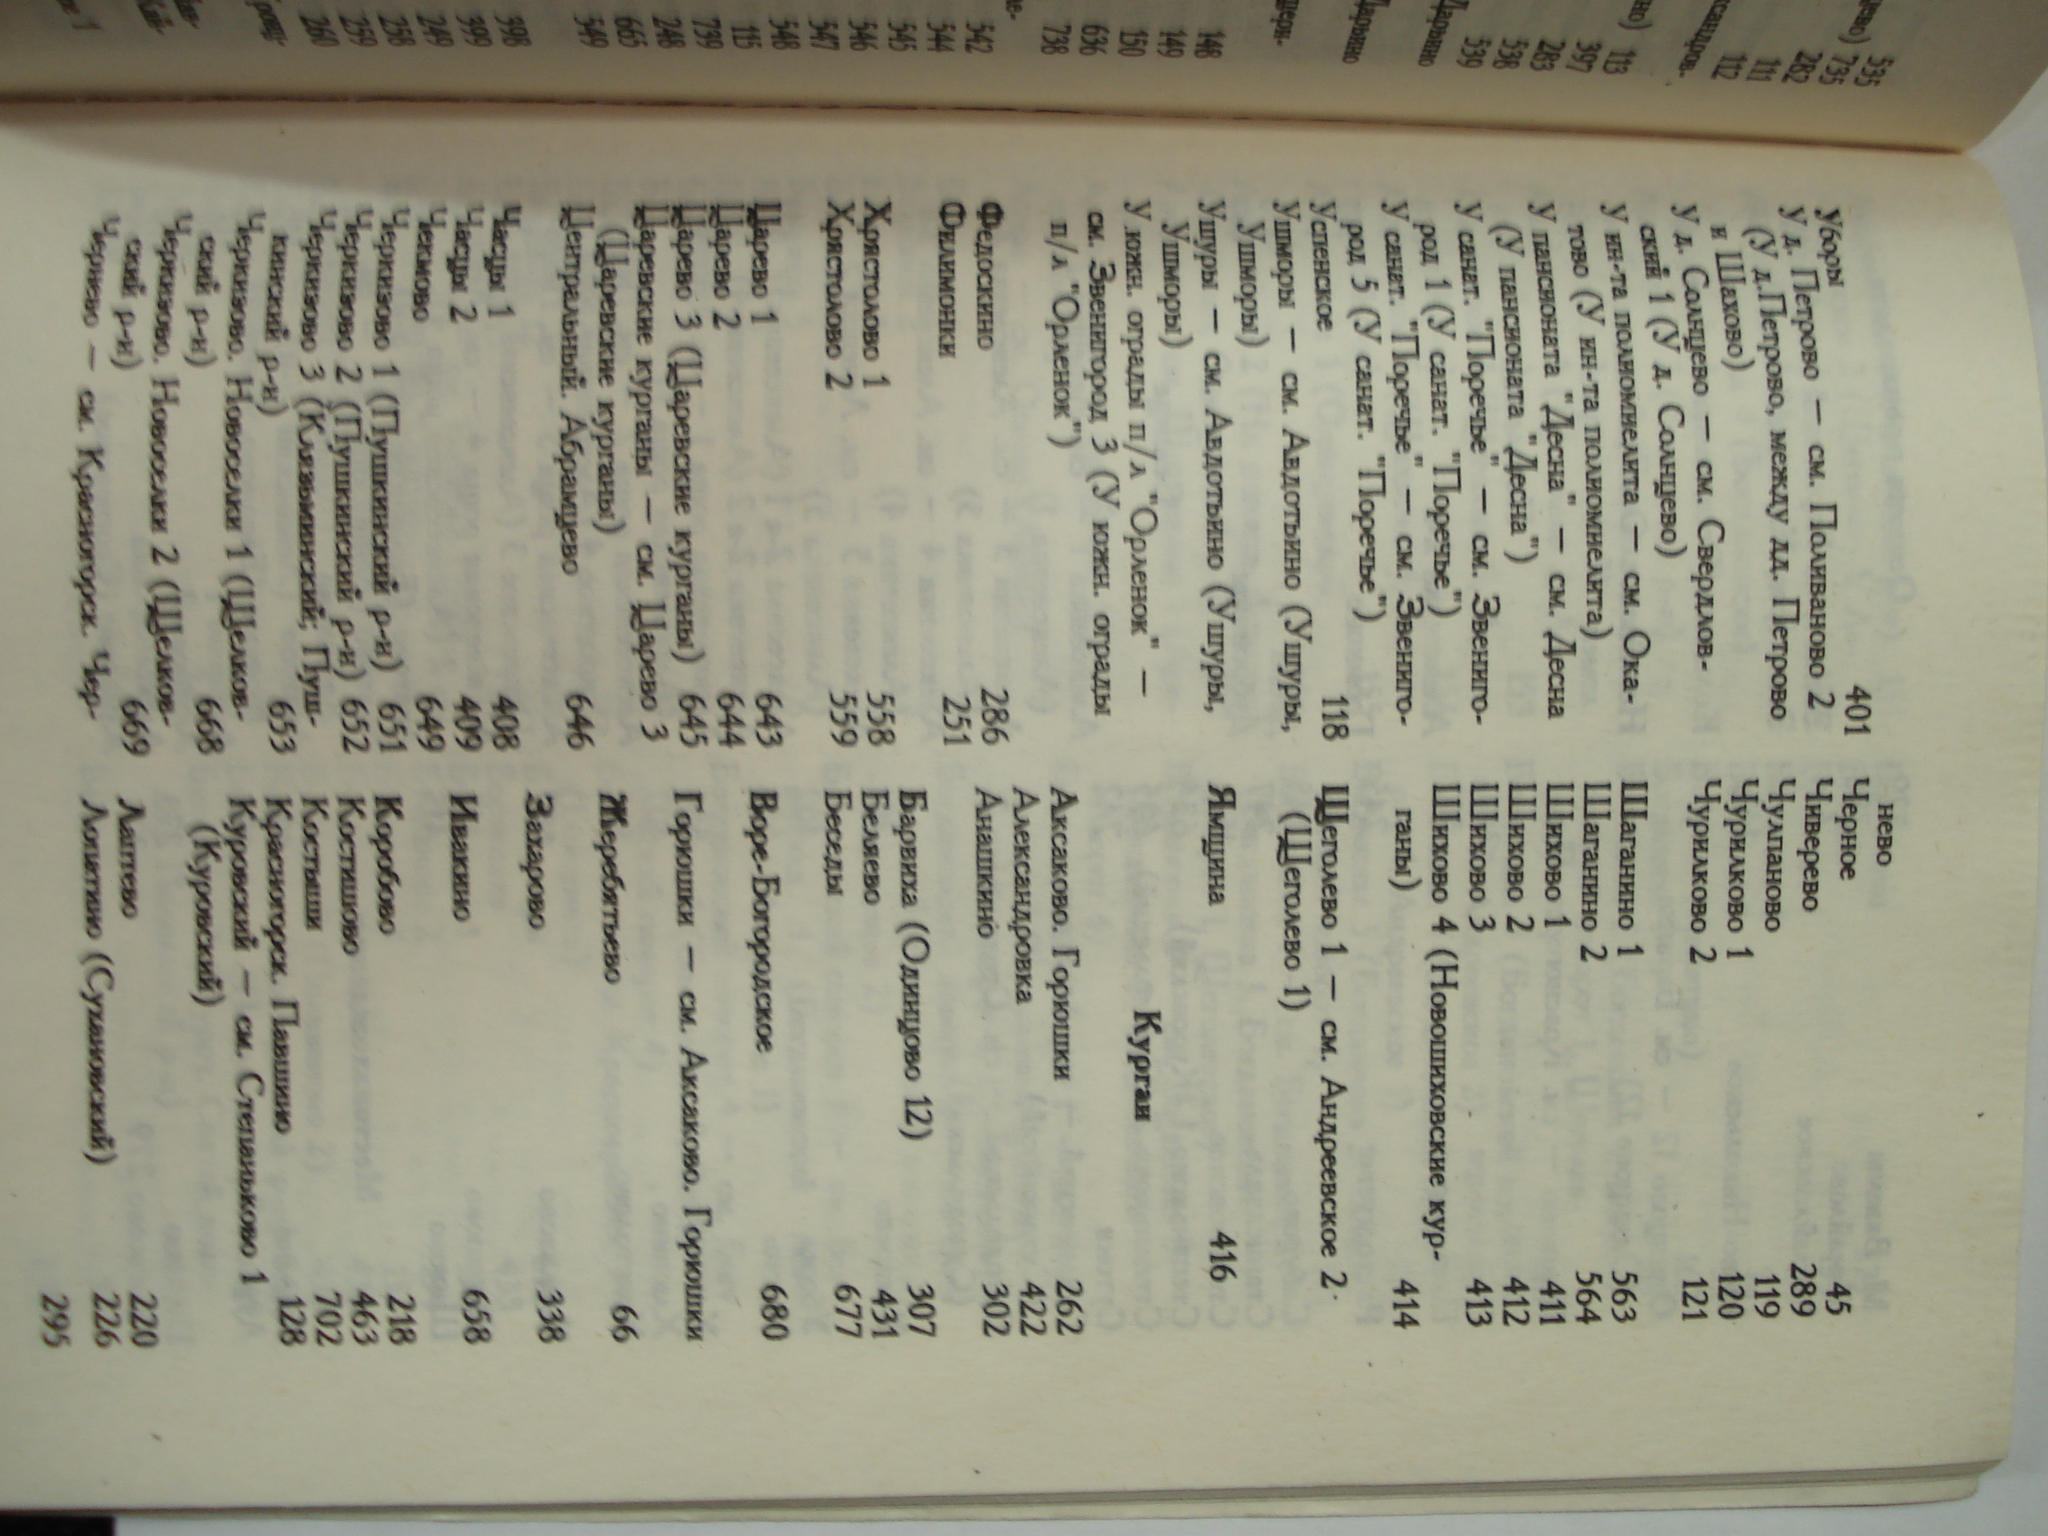 Уборы 401
У д. Петрово — см. Поливаново 2
(У д.Петрово, между дд. Петрово
и Шахово)
У д. Солнцево — см. Свердлов-
ский 1 (У д. Солнцево)
У ин-та полиомиелита — см. Ока-
тово (У ин-та полиомиелита)
У пансионата "Десна" — см. Десна
(У пансионата "Десна")
У санат. "Поречье" — см. Звениго-
род 1 (У санат. "Поречье")
У санат. "Поречье" — см. Звениго-
род 5 (У санат. "Поречье")
Успенское 118
Ушморы — см. Авдотьино (Ушуры,
Ушморы)
Ушуры — см. Авдотьино (Ушуры,
Ушморы)
У южн. ограды п/л "Орленок" —
см. Звенигород 3 (У южн. ограды
п/л "Орленок")
Федоскино 286
Филимонки 251
Хрястолово 1 558
Хрястолово 2 559
Царево 1 643
Царево 2 644
Царево 3 (Царевские курганы) 645
Царевские курганы — см. Царево 3
(Царевские курганы)
Центральный. Абрамцево 646
Часцы 1 408
Часцы 2 409
Чекмово 649
Черкизово 1 (Пушкинский р-н) 651
Черкизово 2 (Пушкинский р-н) 652
Черкизово 3 (Клязьминский; Пуш-
кинский р-н) 653
Черкизово. Новоселки 1 (Щелков-
ский р-н) 668
Черкизово. Новоселки 2 (Щелков-
ский р-н) 669
Чернево — см. Красногорск. Чер-
нево
Черное 45
Чиверево 289
Чулпаново 119
Чурилково 1 120
Чурилково 2 121
Шаганино 1 563
Шаганино 2 564
Шихово 1 411
Шихово 2 412
Шихово 3 413
Шихово 4 (Новошиховские кур-
ганы) 414
Щеголево 1 — см. Андреевское 2
(Щеголево 1)
Ямщина 416
Курган
Аксаково. Горюшки 262
Александровка 422
Анашкино 302
Барвиха (Одинцово 12) 307
Беляево 431
Беседы 677
Воре-Богородское 680
Горюшки — см. Аксаково. Горюшки
Жеребятьево 66
Захарово 338
Ивакино 658
Коробово 218
Костишово 463
Костыши 702
Красногорск. Павшино 128
Куровский — см. Степаньково 1
(Куровский)
Лаптево 220
Лопатино (Сухановский) 226
295